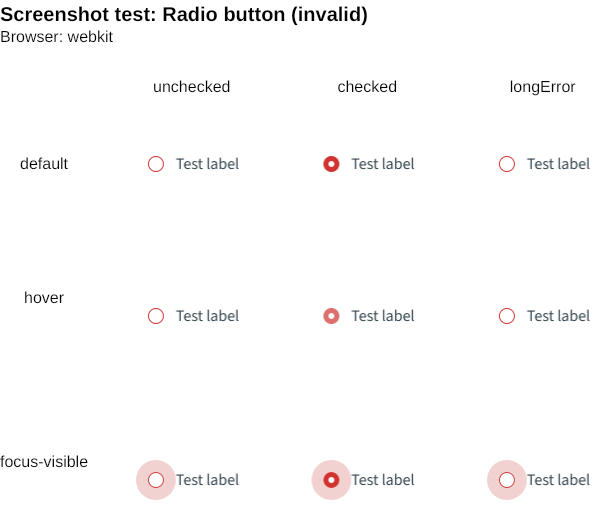 Screenshot test: Radio button (invalid)
Browser: webkit
unchecked checked longError
default Test label Test label Test label
hover Test label Test label Test label
focus-visible Test label Test label Test label